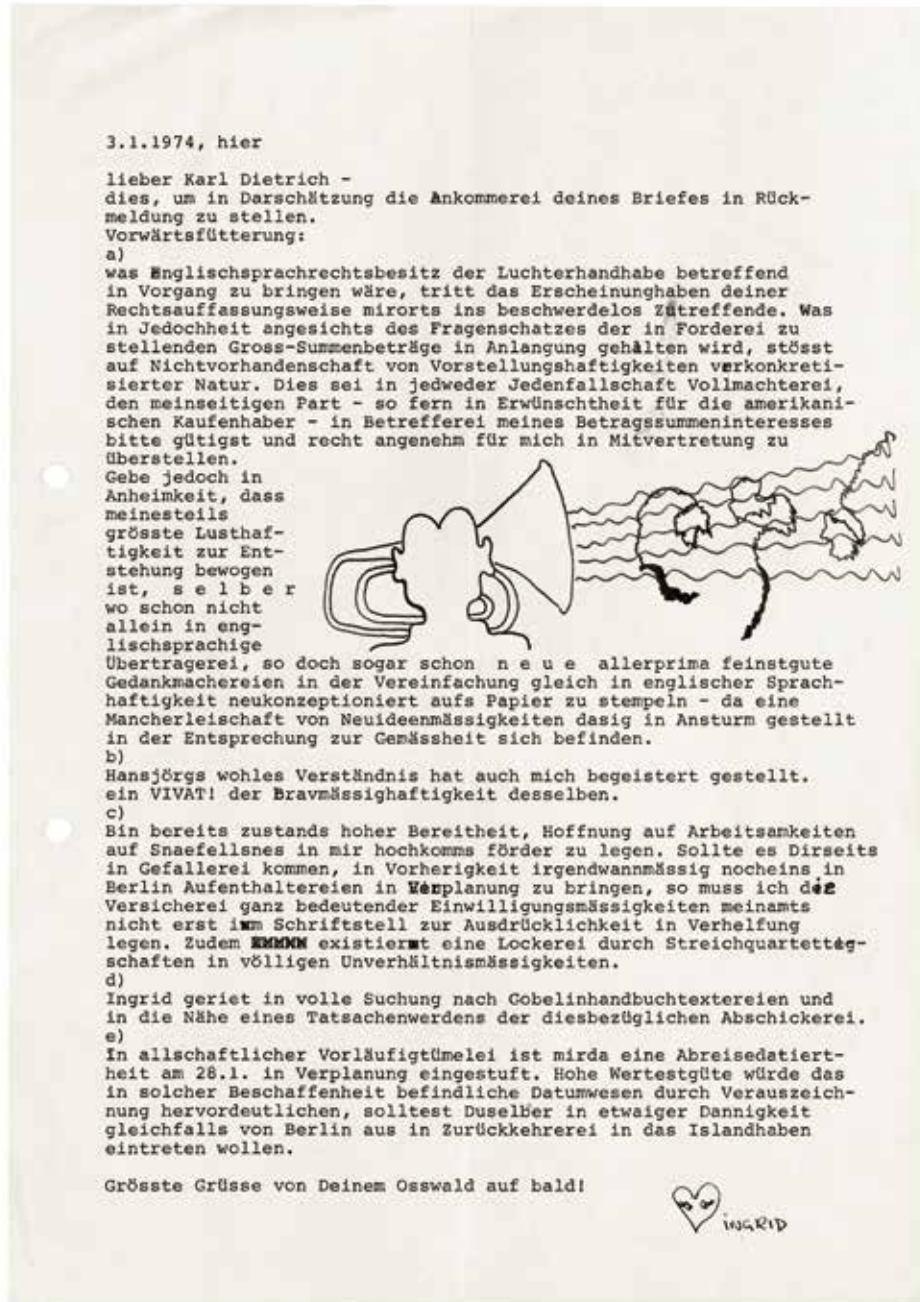 3.1.1974, hier
lieber Karl Dietrich -
dies, um in Darschätzung die Ankommerei deines Briefes in Rück-
meldung zu stellen.
Vorwärtsfütterung:
a)
was Englischsprachrechtsbesitz der Luchterhandhabe betreffend
in Vorgang zu bringen wäre, tritt das Erscheinunghaben deiner
Rechtsauffassungsweise mirorts ins beschwerdelos Zutreffende. Was
in Jedochheit angesichts des Fragenschatzes der in Forderei zu
stellenden Gross-Summenbeträge in Anlangung gehalten wird, stösst
auf Nichtvorhandenschaft von Vorstellungshaftigkeiten verkonkreti-
sierter Natur. Dies sei in jedweder Jedenfallschaft Vollmachterei,
den meinseitigen Part - so fern in Erwünschtheit für die amerikani-
schen Kaufenhaber - in Betrefferei meines Betragssummeninteresses
bitte gütigst und recht angenehm für mich in Mitvertretung zu
überstellen.
Gebe jedoch in
Anheimkeit, dass
meinesteils
grösste Lusthaf-
tigkeit zur Ent-
stehung bewogen
ist, s e l b e r
wo schon nicht
allein in eng-
lischsprachige
Übertragerei, so doch sogar schon n e u e allerprima feinstgute
Gedankmachereien in der Vereinfachung gleich in englischer Sprach-
haftigkeit neukonzeptioniert aufs Papier zu stempeln - da eine
Mancherleischaft von Neuideenmässigkeiten dasig in Ansturm gestellt
in der Entsprechung zur Gemässheit sich befinden.
b)
Hansjörgs wohles Verständnis hat auch mich begeistert gestellt.
ein VIVAT! der Bravmässighaftigkeit desselben.
c)
Bin bereits zustands hoher Bereitheit, Hoffnung auf Arbeitsamkeiten
auf Snaefellsnes in mir hochkomms förder zu legen. Sollte es Dirseits
in Gefallerei kommen, in Vorherigkeit irgendwannmässig nocheins in
Berlin Aufenthaltereien in Verplanung zu bringen, so muss ich die
Versicherei ganz bedeutender Einwilligungsmässigkeiten meinamts
nicht erst im Schriftstell zur Ausdrücklichkeit in Verhelfung
legen. Zudem existiert eine Lockerei durch Streichquartettig-
schaften in völligen Unverhältnismässigkeiten.
d)
Ingrid geriet in volle Suchung nach Gobelinhandbuchtextereien und
in die Nähe eines Tatsachenwerdens der diesbezüglichen Abschickerei.
e)
In allschaftlicher Vorläufigtümelei ist mirda eine Abreisedatiert-
heit am 28.1. in Verplanung eingestuft. Hohe Wertestgüte würde das
in solcher Beschaffenheit befindliche Datumwesen durch Verauszeich-
nung hervordeutlichen, solltest Duselber in etwaiger Dannigkeit
gleichfalls von Berlin aus in Zurückkehrerei in das Islandhaben
eintreten wollen.
Grösste Grüsse von Deinem Osswald auf bald!
INGRID